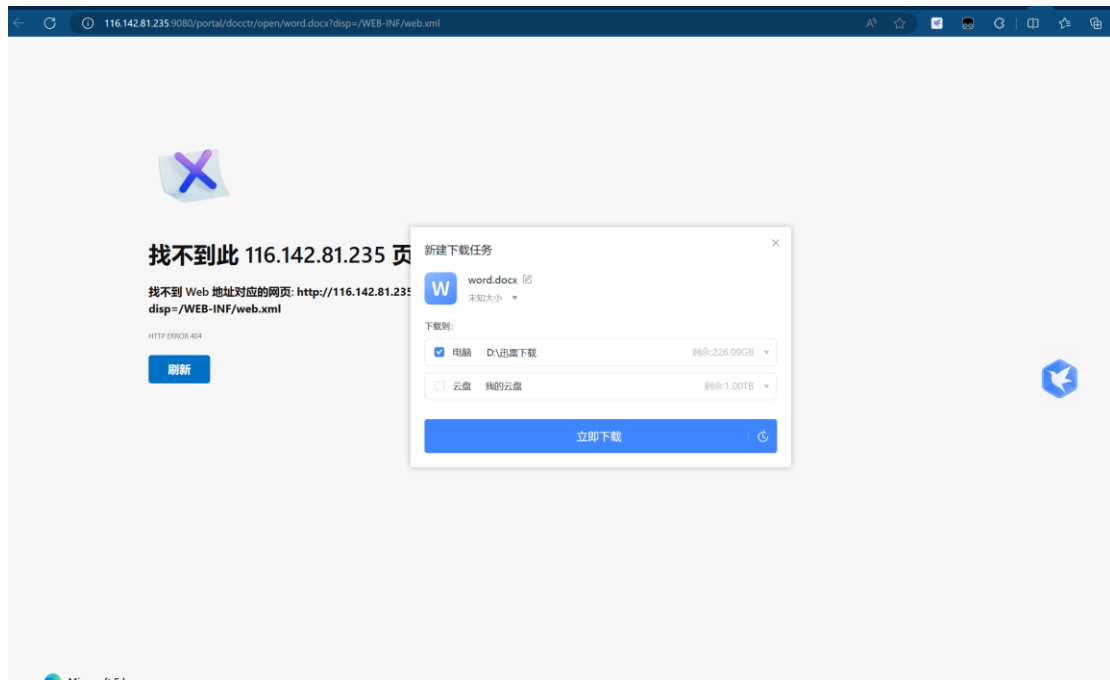 116.142.81.235:9080/portal/docctr/open/word.docx?disp=/WEB-INF/web.xml
找不到此 116.142.81.235 页
找不到 Web 地址对应的网页: http://116.142.81.235
disp=/WEB-INF/web.xml
HTTP ERROR 404
刷新
新建下载任务
W
word.docx
未知大小
下载到:
电脑 D:\迅雷下载 剩余:226.09GB
云盘 我的云盘 剩余:1.00TB
立即下载